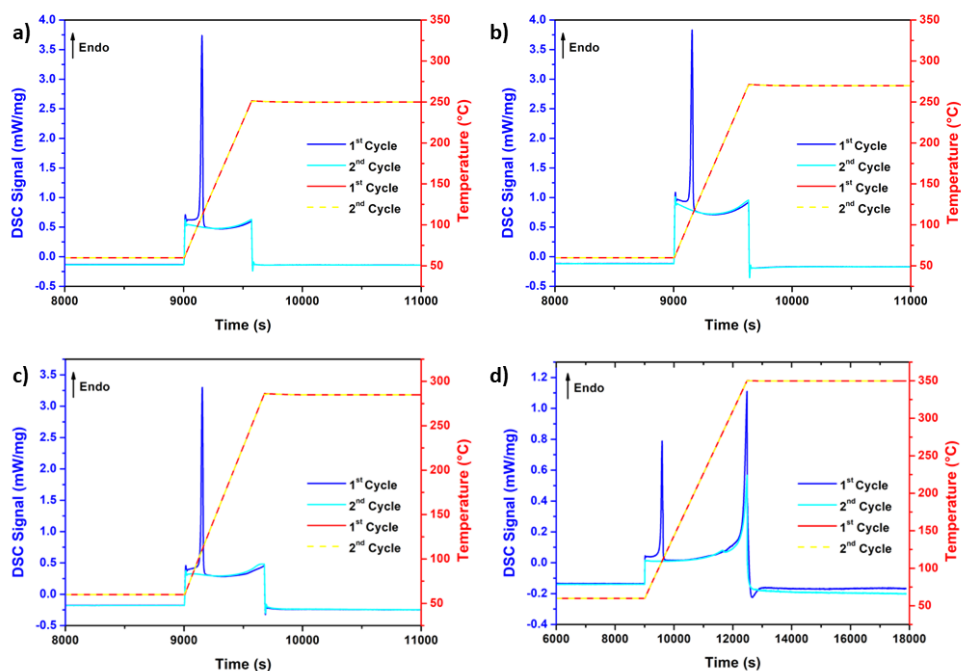 a)
4.0
3.5
3.0
2.5
2.0
1.5
1.0
0.5
0.0
-0.5
DSC Signal (mW/mg)
Endo
1st Cycle
2nd Cycle
1st Cycle
2nd Cycle
350
300
250
200
150
100
50
Temperature (°C)
8000 9000 10000 11000
Time (s)
b)
4.0
3.5
3.0
2.5
2.0
1.5
1.0
0.5
0.0
-0.5
DSC Signal (mW/mg)
Endo
1st Cycle
2nd Cycle
1st Cycle
2nd Cycle
350
300
250
200
150
100
50
Temperature (°C)
8000 9000 10000 11000
Time (s)
c)
3.5
3.0
2.5
2.0
1.5
1.0
0.5
0.0
-0.5
DSC Signal (mW/mg)
Endo
1st Cycle
2nd Cycle
1st Cycle
2nd Cycle
300
250
200
150
100
50
Temperature (°C)
8000 9000 10000 11000
Time (s)
d)
1.2
1.0
0.8
0.6
0.4
0.2
0.0
-0.2
-0.4
DSC Signal (mW/mg)
Endo
1st Cycle
2nd Cycle
1st Cycle
2nd Cycle
350
300
250
200
150
100
50
Temperature (°C)
6000 8000 10000 12000 14000 16000 18000
Time (s)